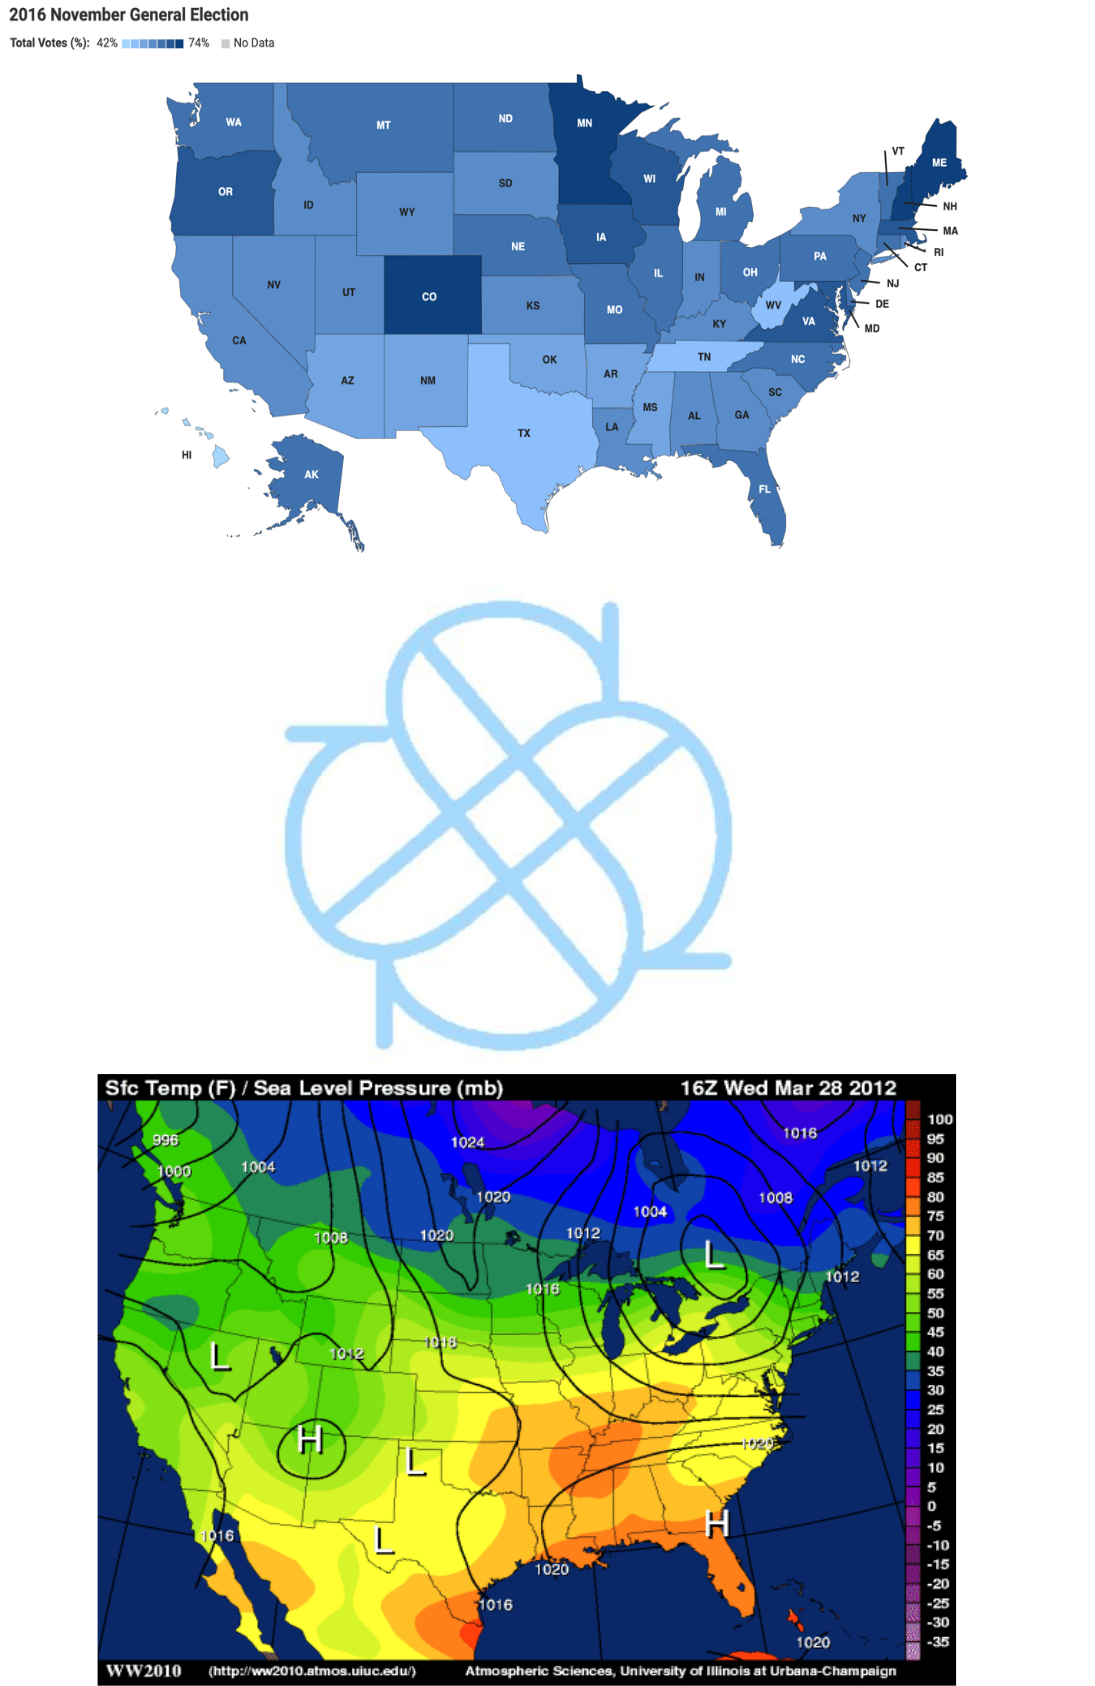 2016 November General Election
Total Votes (%): 42% 74% No Data
WA
MT
ND
MN
VT
ME
OR
ID
WY
SD
WI
MI
NY
NH
MA
RI
CT
NE
IA
PA
NJ
NV
UT
CO
KS
MO
IL
IN
OH
WV
VA
DE
MD
KY
CA
AZ
NM
OK
AR
TN
NC
SC
MS
AL
GA
LA
TX
HI
AK
FL
Sfc Temp (F) / Sea Level Pressure (mb) 16Z Wed Mar 28 2012
996
1024
1016
100
95
1000
1004
1012
90
85
1020
1004
1008
80
75
1008
1020
1012
70
65
L
1012
60
1016
55
50
45
L
1012
1016
40
35
30
25
20
H
L
1020
15
10
5
0
1016
L
H
-5
-10
1020
-15
-20
1016
-25
-30
1020
-35
WW2010 (http://ww2010.atmos.uiuc.edu/) Atmospheric Sciences, University of Illinois at Urbana-Champaign